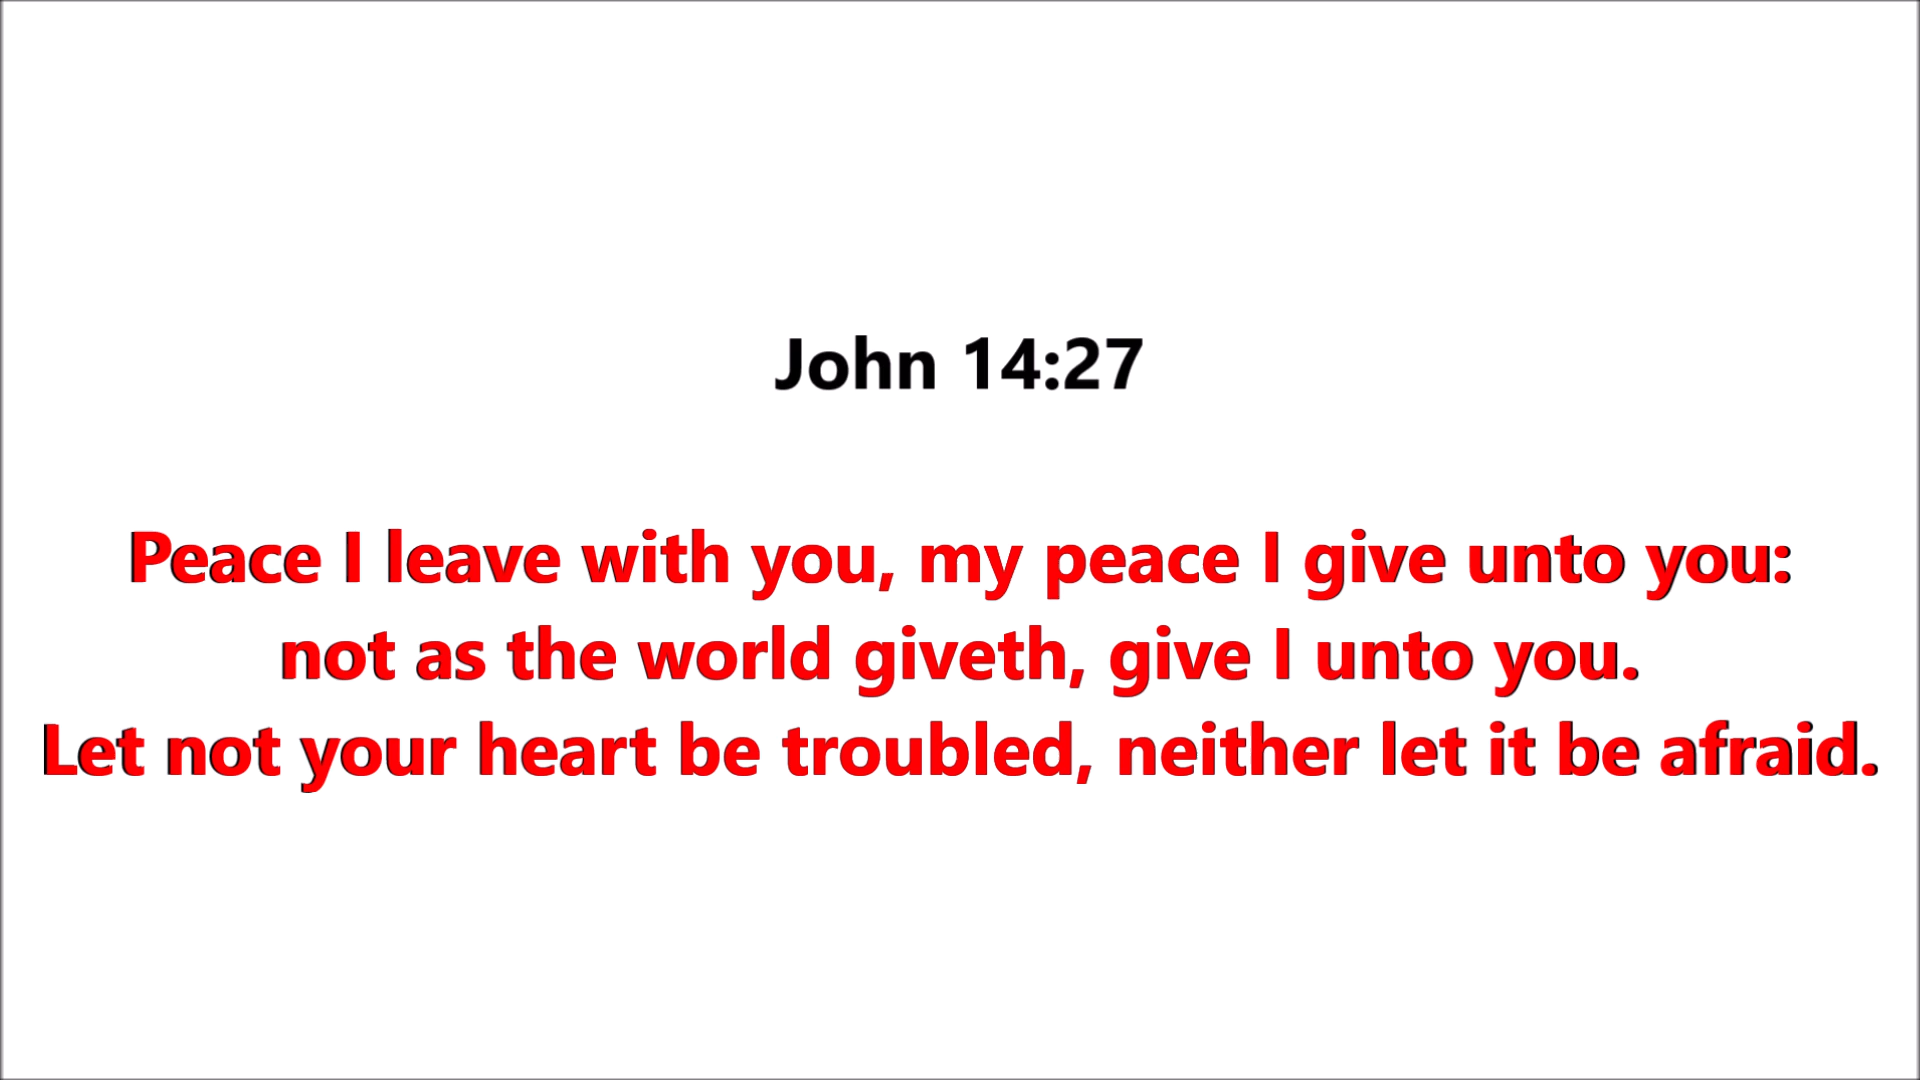 John 14:27
Peace I leave with you, my peace I give unto you:
not as the world giveth, give I unto you.
Let not your heart be troubled, neither let it be afraid.